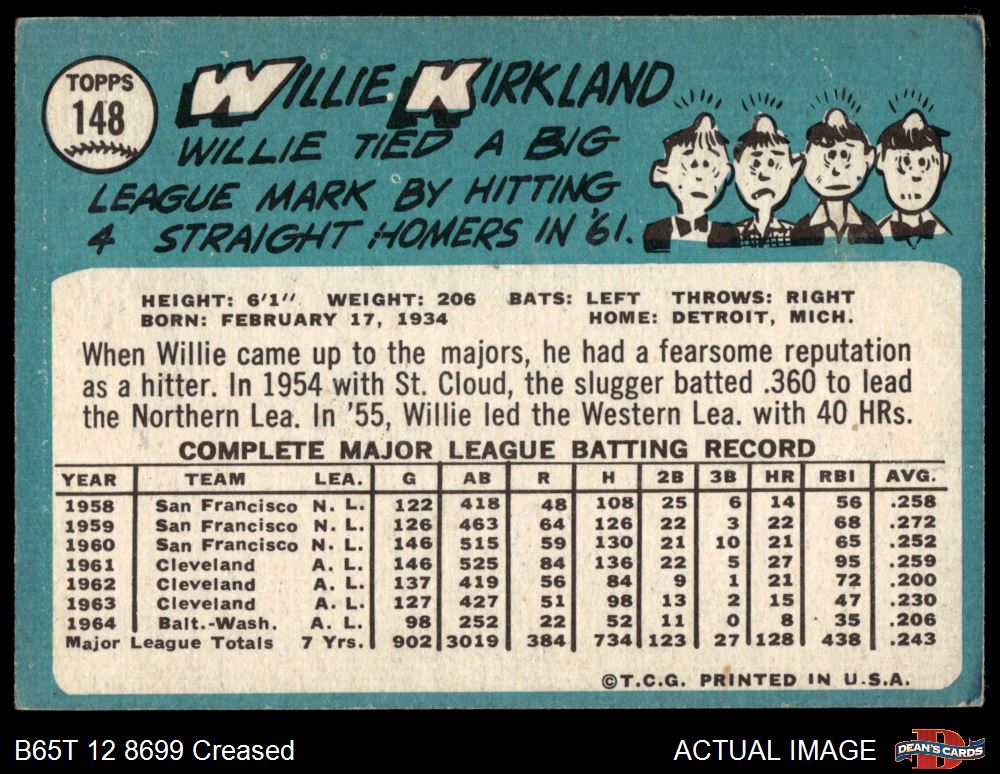 TOPPS
148
WILLIE KIRKLAND
WILLIE TIED A BIG
LEAGUE MARK BY HITTING
4 STRAIGHT HOMERS IN '61.
HEIGHT: 6'1" WEIGHT: 206 BATS: LEFT THROWS: RIGHT
BORN: FEBRUARY 17, 1934 HOME: DETROIT, MICH.
When Willie came up to the majors, he had a fearsome reputation
as a hitter. In 1954 with St. Cloud, the slugger batted .360 to lead
the Northern Lea. In '55, Willie led the Western Lea. with 40 HRs.
COMPLETE MAJOR LEAGUE BATTING RECORD
YEAR TEAM LEA. G AB R H 2B 3B HR RBI AVG.
1958 San Francisco N. L. 122 418 48 108 25 6 14 56 .258
1959 San Francisco N. L. 126 463 64 126 22 3 22 68 .272
1960 San Francisco N. L. 146 515 59 130 21 10 21 65 .252
1961 Cleveland A. L. 146 525 84 136 22 5 27 95 .259
1962 Cleveland A. L. 137 419 56 84 9 1 21 72 .200
1963 Cleveland A. L. 127 427 51 98 13 2 15 47 .230
1964 Balt.-Wash. A. L. 98 252 22 52 11 0 8 35 .206
Major League Totals 7 Yrs. 902 3019 384 734 123 27 128 438 .243
©T.C.G. PRINTED IN U.S.A.
B65T 12 8699 Creased ACTUAL IMAGE
DEAN'S CARDS